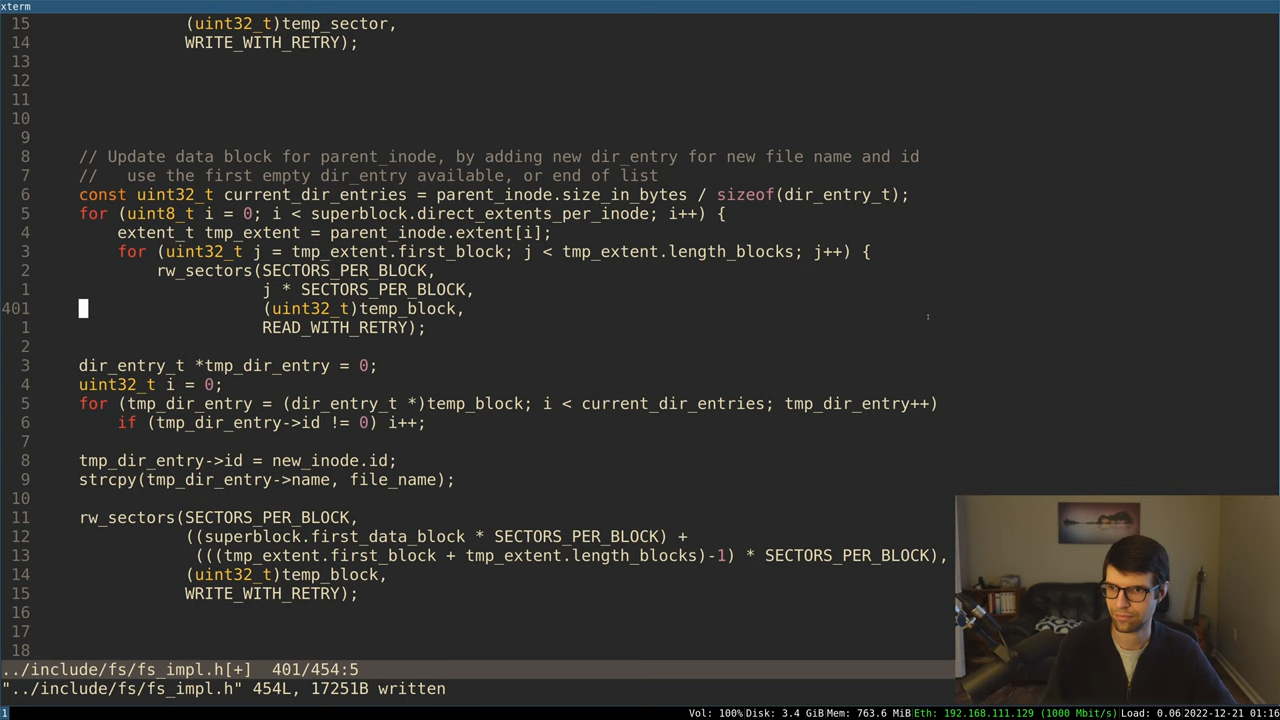 xterm
15 (uint32_t)temp_sector,
14 WRITE_WITH_RETRY);
13
12
11
10
9
8 // Update data block for parent_inode, by adding new dir_entry for new file name and id
7 //   use the first empty dir_entry available, or end of list
6 const uint32_t current_dir_entries = parent_inode.size_in_bytes / sizeof(dir_entry_t);
5 for (uint8_t i = 0; i < superblock.direct_extents_per_inode; i++) {
4 extent_t tmp_extent = parent_inode.extent[i];
3 for (uint32_t j = tmp_extent.first_block; j < tmp_extent.length_blocks; j++) {
2 rw_sectors(SECTORS_PER_BLOCK,
1 j * SECTORS_PER_BLOCK,
401 (uint32_t)temp_block,
1 READ_WITH_RETRY);
2
3 dir_entry_t *tmp_dir_entry = 0;
4 uint32_t i = 0;
5 for (tmp_dir_entry = (dir_entry_t *)temp_block; i < current_dir_entries; tmp_dir_entry++)
6 if (tmp_dir_entry->id != 0) i++;
7
8 tmp_dir_entry->id = new_inode.id;
9 strcpy(tmp_dir_entry->name, file_name);
10
11 rw_sectors(SECTORS_PER_BLOCK,
12 ((superblock.first_data_block * SECTORS_PER_BLOCK) +
13 (((tmp_extent.first_block + tmp_extent.length_blocks)-1) * SECTORS_PER_BLOCK),
14 (uint32_t)temp_block,
15 WRITE_WITH_RETRY);
16
17
18
../include/fs/fs_impl.h[+]  401/454:5
"../include/fs/fs_impl.h" 454L, 17251B written
1 Vol: 100% Disk: 3.4 GiB Mem: 763.6 MiB Eth: 192.168.111.129 (1000 Mbit/s) Load: 0.06 2022-12-21 01:16